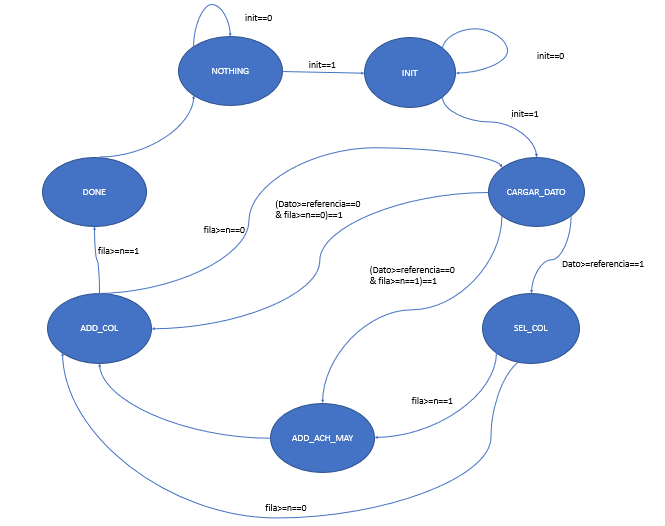 init==0
NOTHING
init==1
INIT
init==0
init==1
DONE
CARGAR_DATO
(Dato>=referencia==0
& fila>=n==0)==1
fila>=n==0
fila>=n==1
(Dato>=referencia==0
& fila>=n==1)==1
Dato>=referencia==1
ADD_COL
SEL_COL
fila>=n==1
ADD_ACH_MAY
fila>=n==0